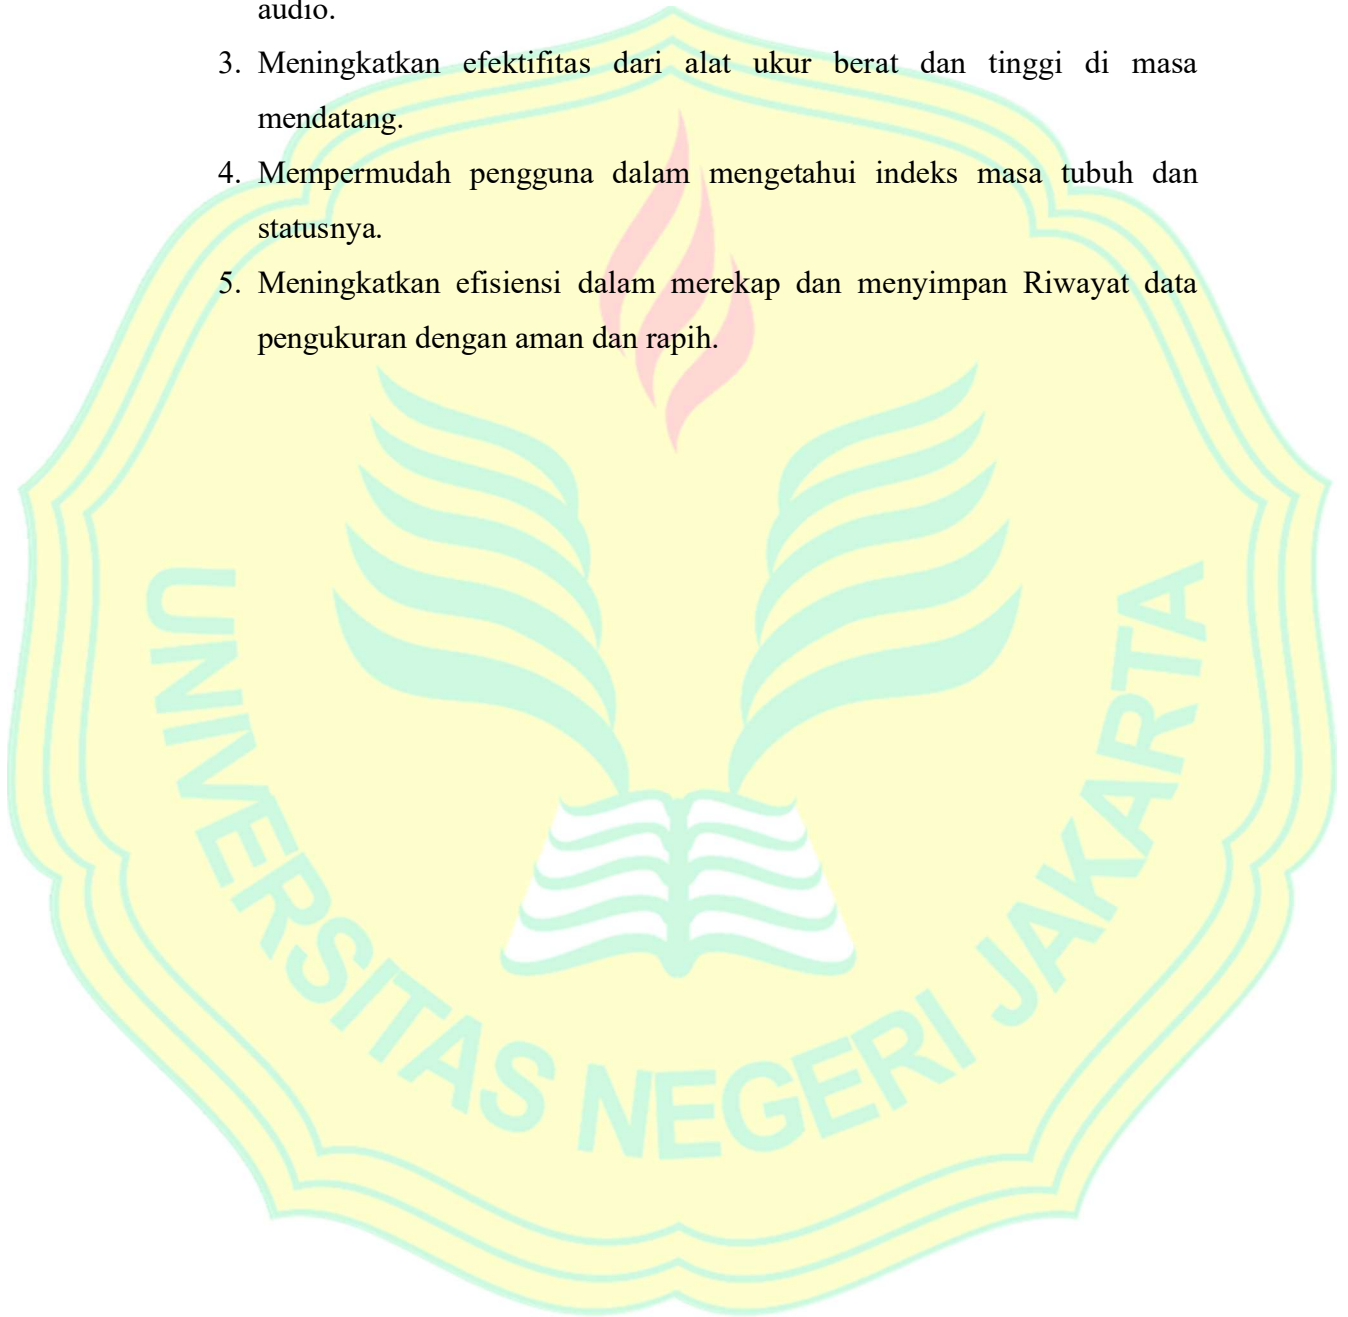 audio.
3. Meningkatkan efektifitas dari alat ukur berat dan tinggi di masa
mendatang.
4. Mempermudah pengguna dalam mengetahui indeks masa tubuh dan
statusnya.
5. Meningkatkan efisiensi dalam merekap dan menyimpan Riwayat data
pengukuran dengan aman dan rapih.
UNIVERSITAS NEGERI JAKARTA